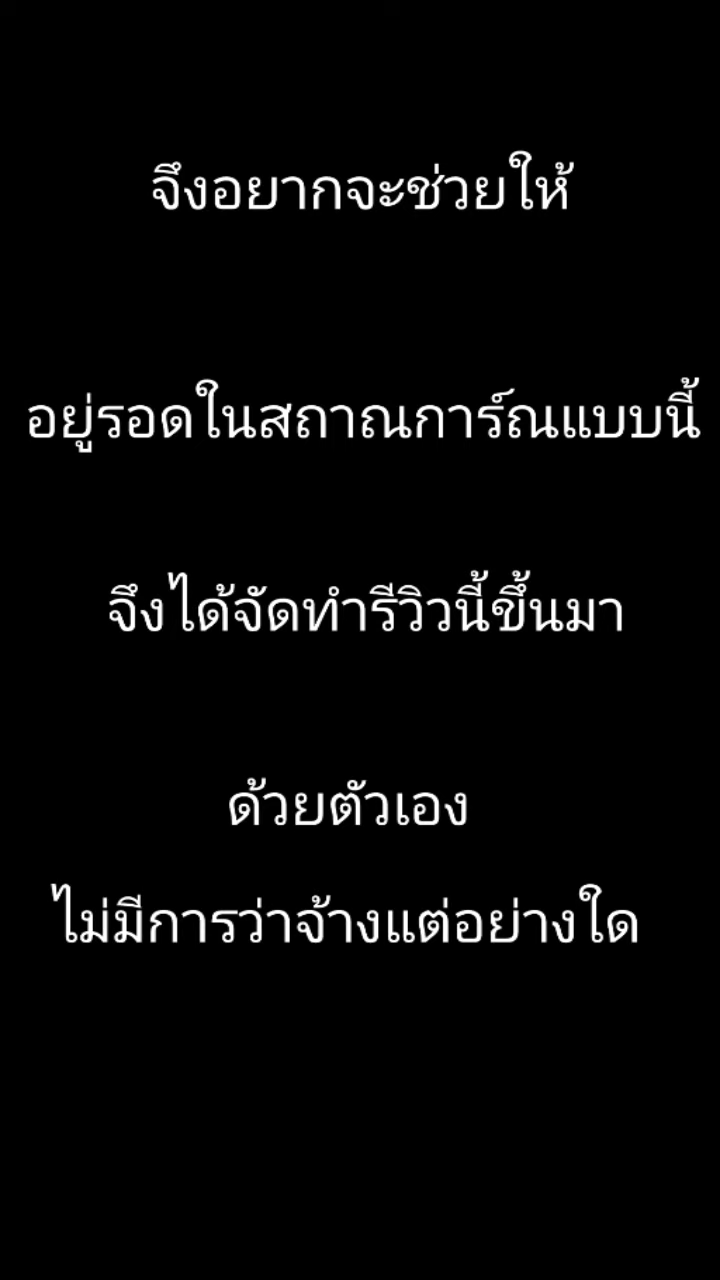 จึงอยากจะช่วยให้
อยู่รอดในสถาณการ์ณแบบนี้
จึงได้จัดทำรีวิวนี้ขึ้นมา
ด้วยตัวเอง
ไม่มีการว่าจ้างแต่อย่างใด